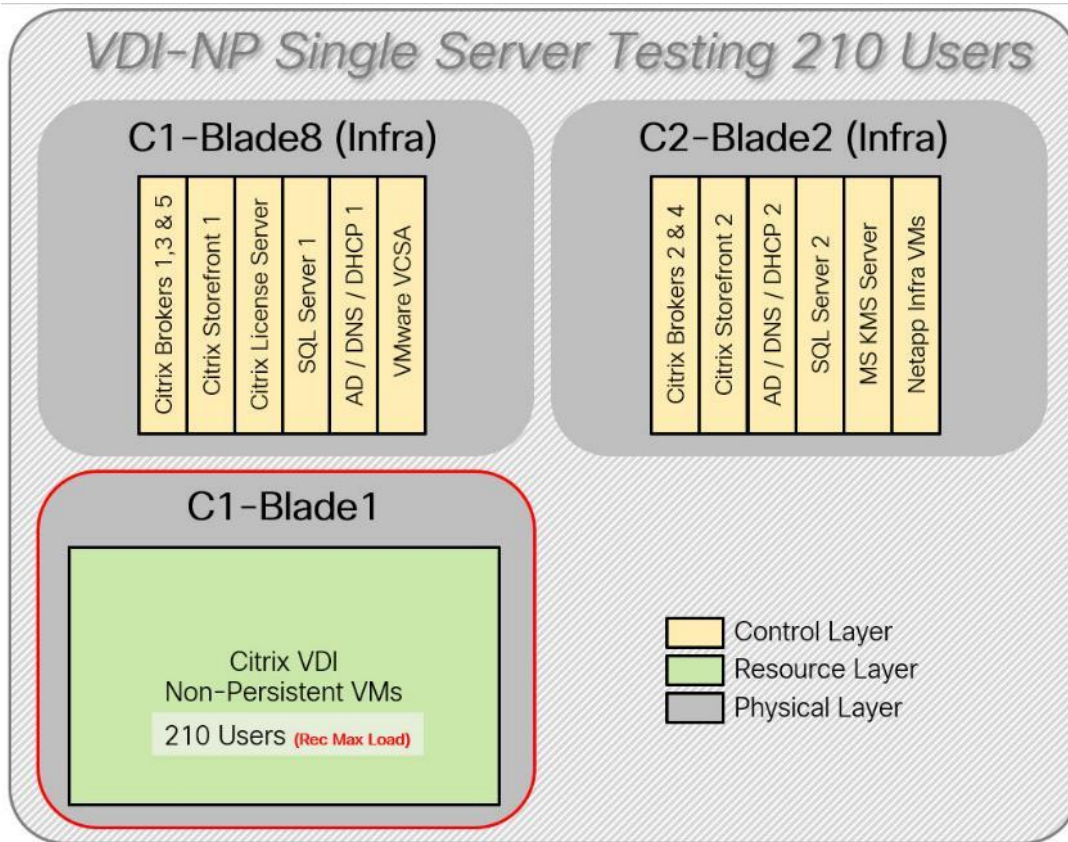 VDI-NP Single Server Testing 210 Users
C1-Blade8 (Infra)
Citrix Brokers 1,3 & 5
Citrix Storefront 1
Citrix License Server
SQL Server 1
AD / DNS / DHCP 1
VMware VCSA
C2-Blade2 (Infra)
Citrix Brokers 2 & 4
Citrix Storefront 2
AD / DNS / DHCP 2
SQL Server 2
MS KMS Server
Netapp Infra VMs
C1-Blade1
Citrix VDI
Non-Persistent VMs
210 Users (Rec Max Load)
Control Layer
Resource Layer
Physical Layer